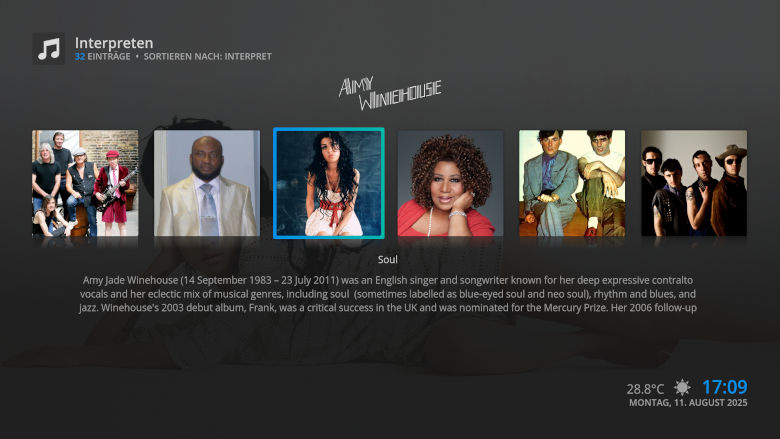 Interpreten
32 EINTRÄGE • SORTIEREN NACH: INTERPRET
AMY
WINEHOUSE
Soul
Amy Jade Winehouse (14 September 1983 – 23 July 2011) was an English singer and songwriter known for her deep expressive contralto
vocals and her eclectic mix of musical genres, including soul (sometimes labelled as blue-eyed soul and neo soul), rhythm and blues, and
jazz. Winehouse's 2003 debut album, Frank, was a critical success in the UK and was nominated for the Mercury Prize. Her 2006 follow-up
28.8°C 17:09
MONTAG, 11. AUGUST 2025